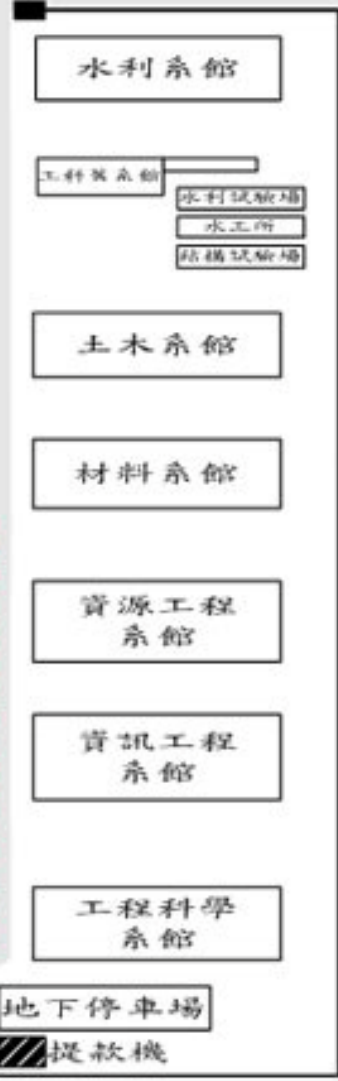 水利系館
工科舊系館
水利試驗場
水工所
結構試驗場
土木系館
材料系館
資源工程
系館
資訊工程
系館
工程科學
系館
地下停車場
提款機